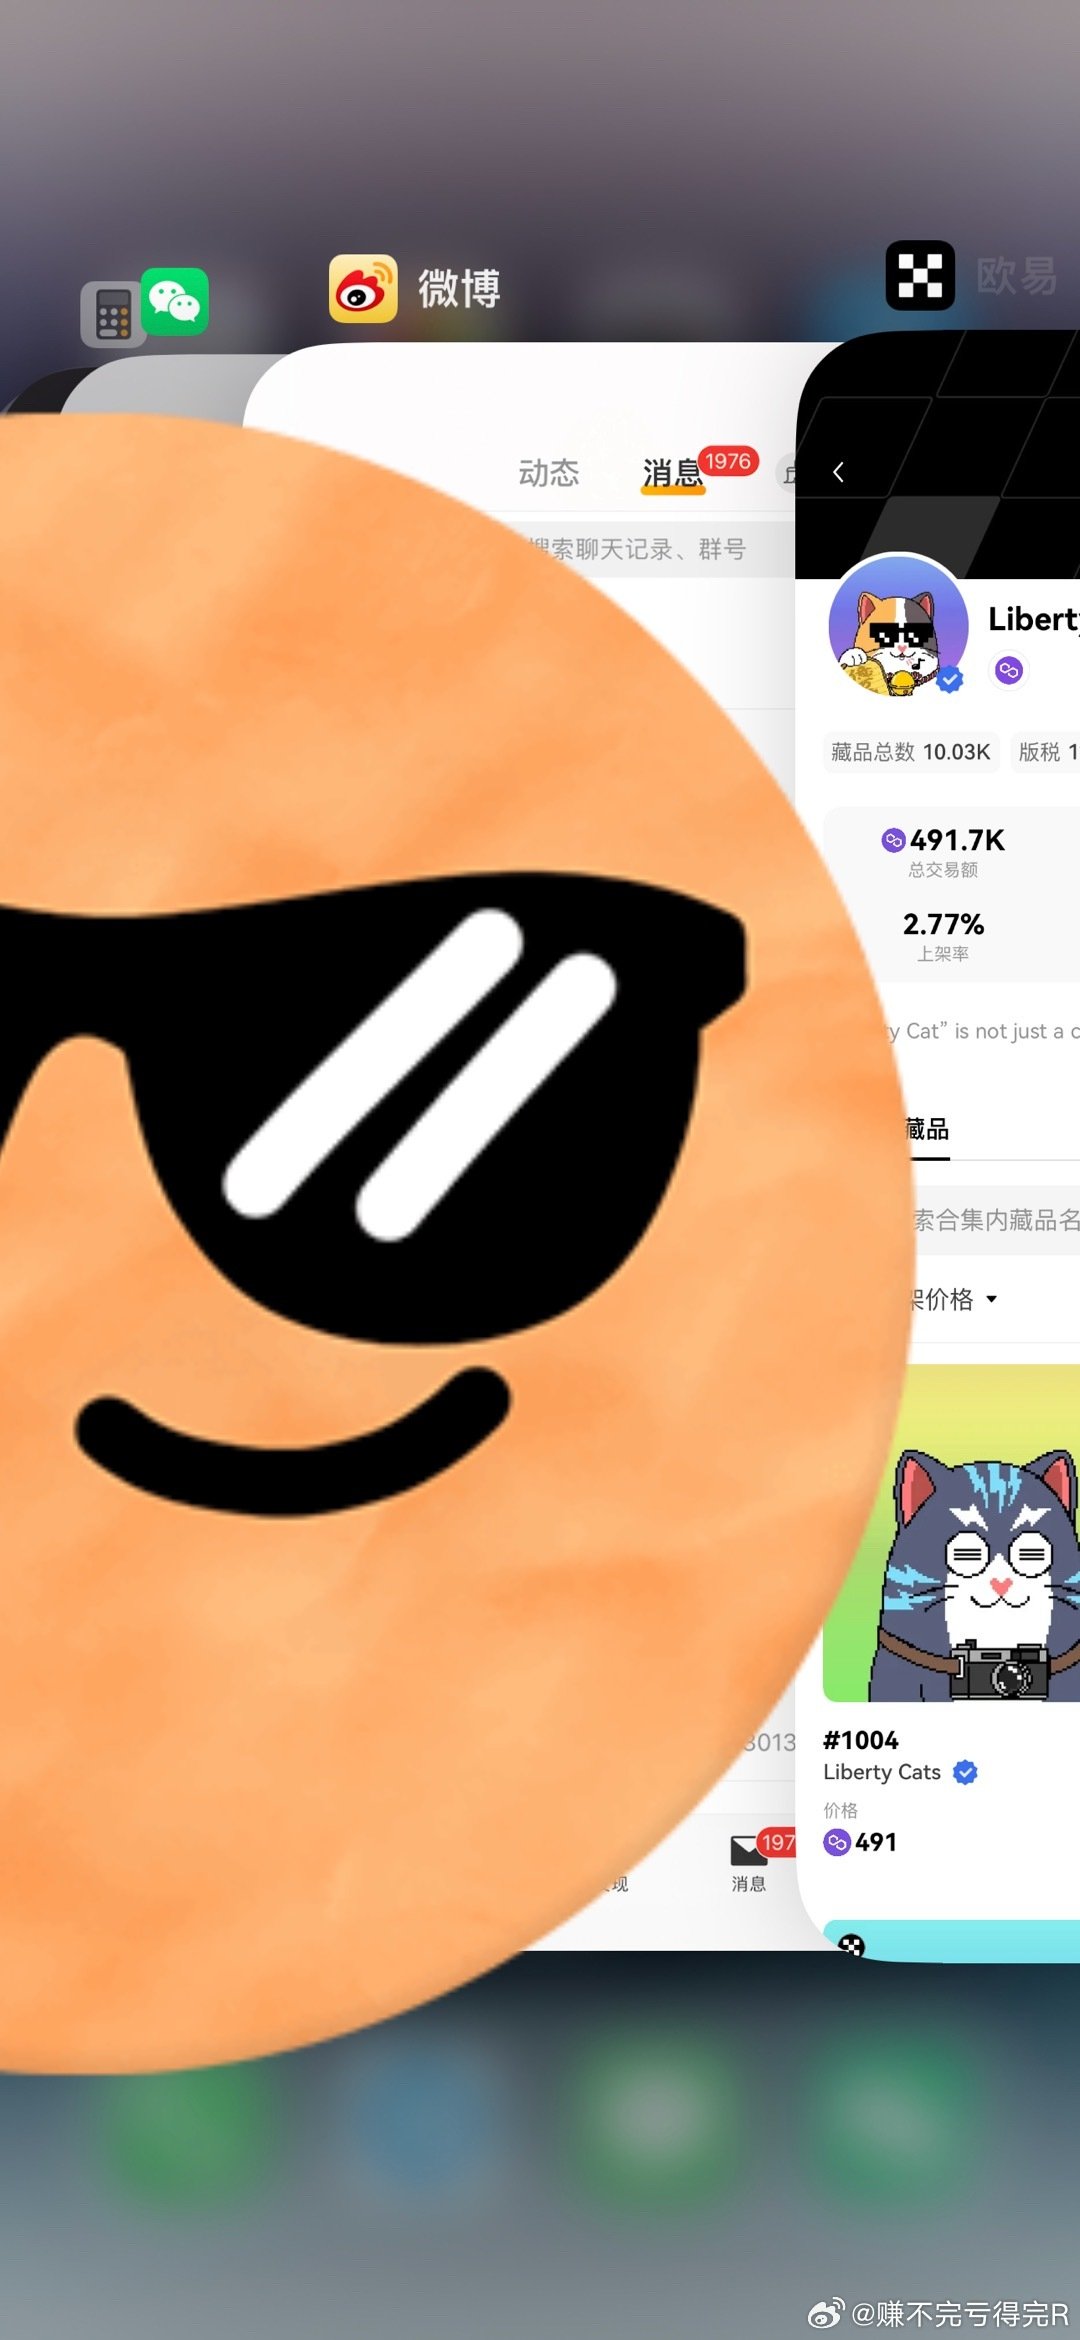 微博
欧易
动态
消息
1976
搜索聊天记录、群号
Liberty
藏品总数 10.03K
版税 1
491.7K
总交易额
2.77%
上架率
ty Cat” is not just a c
藏品
索合集内藏品名
架价格
#1004
Liberty Cats
价格
491
3013
现
197
消息
@赚不完亏得完R